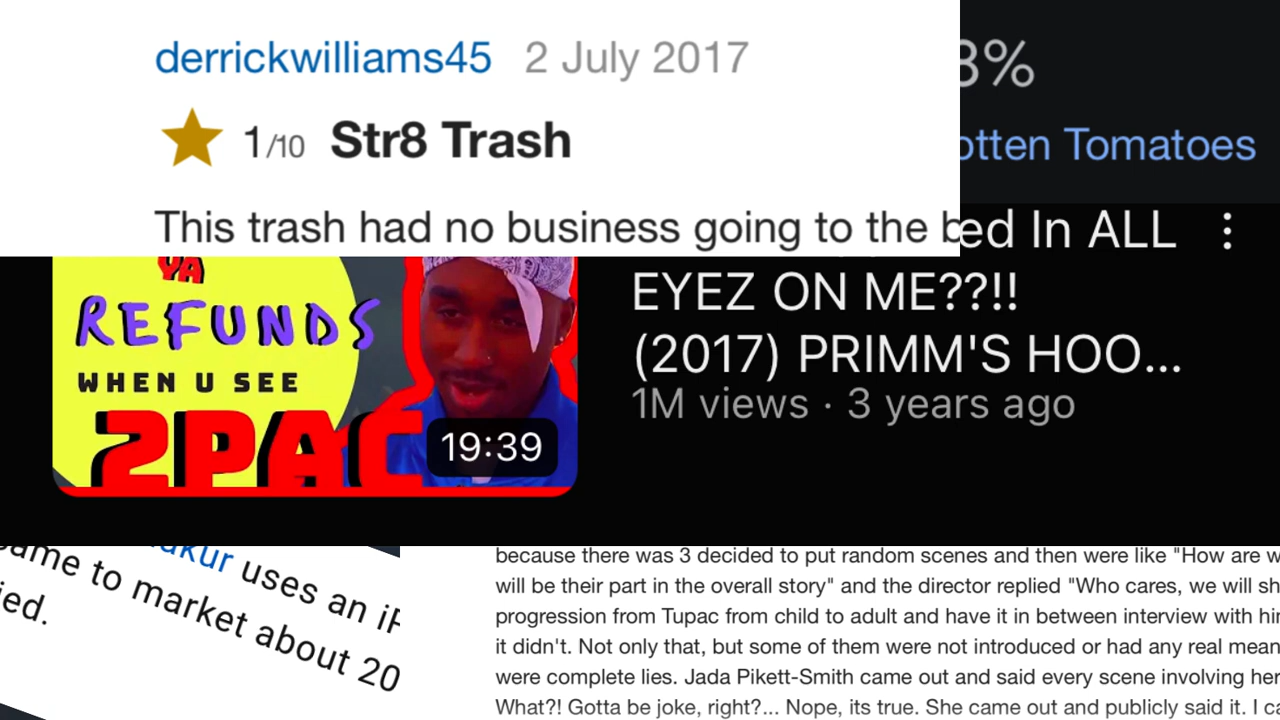 derrickwilliams45 2 July 2017
1/10 Str8 Trash
This trash had no business going to the
3%
otten Tomatoes
ed In ALL
EYEZ ON ME??!!
(2017) PRIMM'S HOO...
1M views · 3 years ago
YA
REFUNDS
WHEN U SEE
2PAC
19:39
akur uses an iP
ame to market about 20
ied.
because there was 3 decided to put random scenes and then were like "How are w
will be their part in the overall story" and the director replied "Who cares, we will sh
progression from Tupac from child to adult and have it in between interview with hi
it didn't. Not only that, but some of them were not introduced or had any real mean
were complete lies. Jada Pikett-Smith came out and said every scene involving her
What?! Gotta be joke, right?... Nope, its true. She came out and publicly said it. I ca